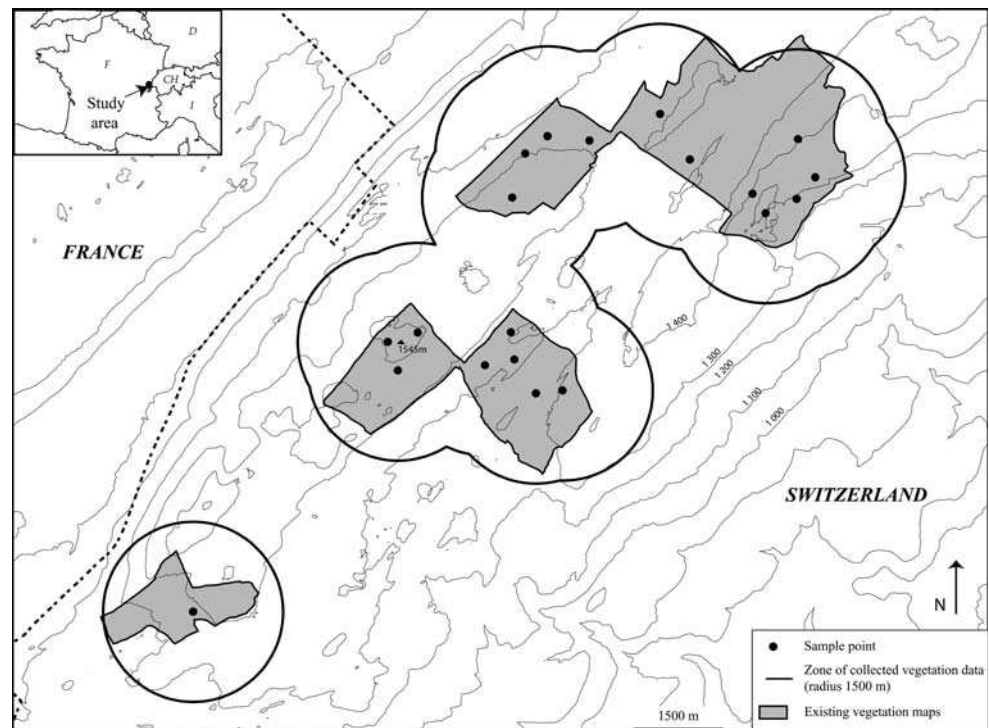 D
F
CH
Study
area
I
FRANCE
1545m
1 400
1 300
1 200
1 100
1 000
SWITZERLAND
N
Sample point
Zone of collected vegetation data
(radius 1500 m)
Existing vegetation maps
1500 m